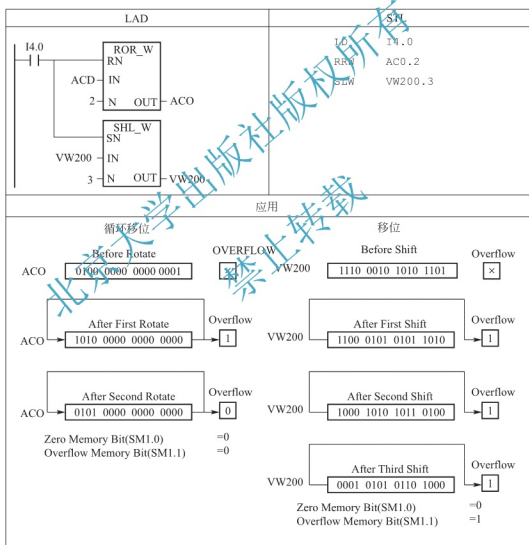 LAD
STL
I4.0
ROR_W
RN
ACD
IN
2
N
OUT
ACO
SHL_W
SN
VW200
IN
3
N
OUT
VW200
LD I4.0
RRW AC0.2
SLW VW200.3
应用
循环移位
Before Rotate
OVERFLOW
ACO
0100 0000 0000 0001
×
After First Rotate
Overflow
ACO
1010 0000 0000 0000
1
After Second Rotate
Overflow
ACO
0101 0000 0000 0000
0
Zero Memory Bit(SM1.0) =0
Overflow Memory Bit(SM1.1) =0
移位
Before Shift
Overflow
VW200
1110 0010 1010 1101
×
After First Shift
Overflow
VW200
1100 0101 0101 1010
1
After Second Shift
Overflow
VW200
1000 1010 1011 0100
1
After Third Shift
Overflow
VW200
0001 0101 0110 1000
1
Zero Memory Bit(SM1.0) =0
Overflow Memory Bit(SM1.1) =1
北京大学出版社版权所有
禁止转载